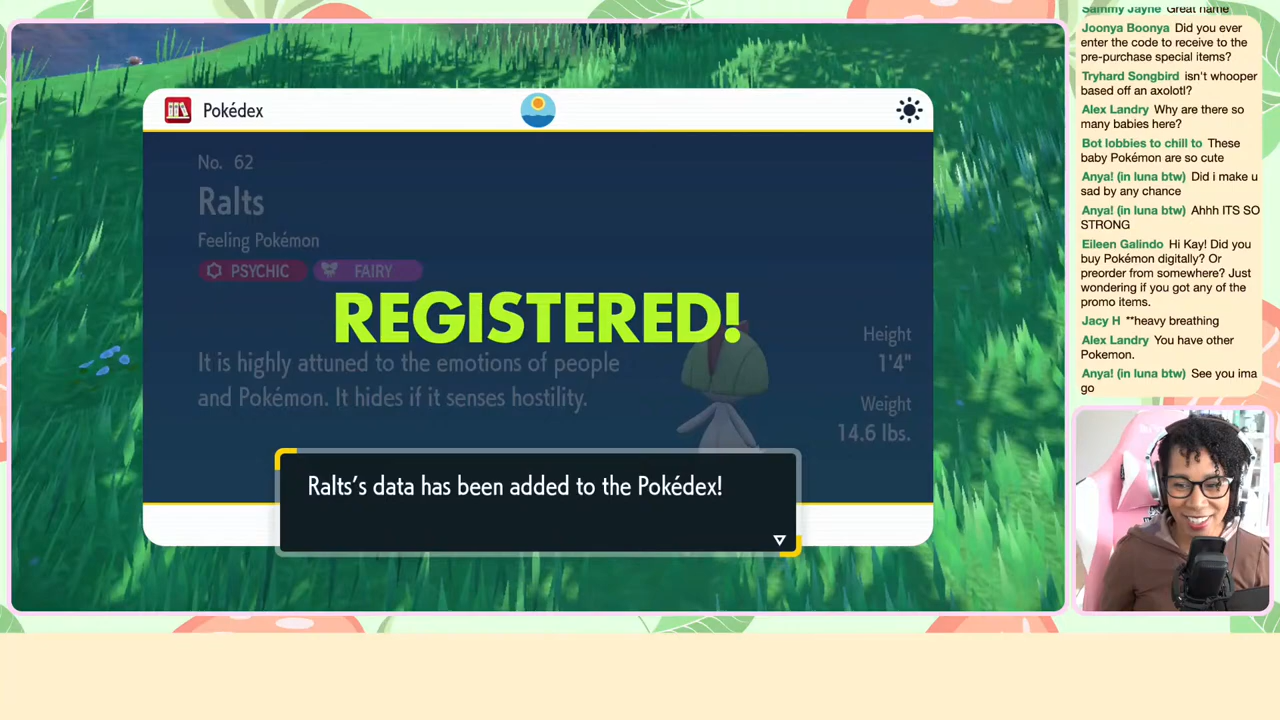 Pokédex
No. 62
Ralts
Feeling Pokémon
PSYCHIC
FAIRY
REGISTERED!
It is highly attuned to the emotions of people
and Pokémon. It hides if it senses hostility.
Height
1'4"
Weight
14.6 lbs.
Ralts's data has been added to the Pokédex!
Sammy Jayne Great name
Joonya Boonya Did you ever
enter the code to receive to the
pre-purchase special items?
Tryhard Songbird isn't whooper
based off an axolotl?
Alex Landry Why are there so
many babies here?
Bot lobbies to chill to These
baby Pokémon are so cute
Anya! (in luna btw) Did i make u
sad by any chance
Anya! (in luna btw) Ahhh ITS SO
STRONG
Eileen Galindo Hi Kay! Did you
buy Pokémon digitally? Or
preorder from somewhere? Just
wondering if you got any of the
promo items.
Jacy H **heavy breathing
Alex Landry You have other
Pokemon.
Anya! (in luna btw) See you ima
go